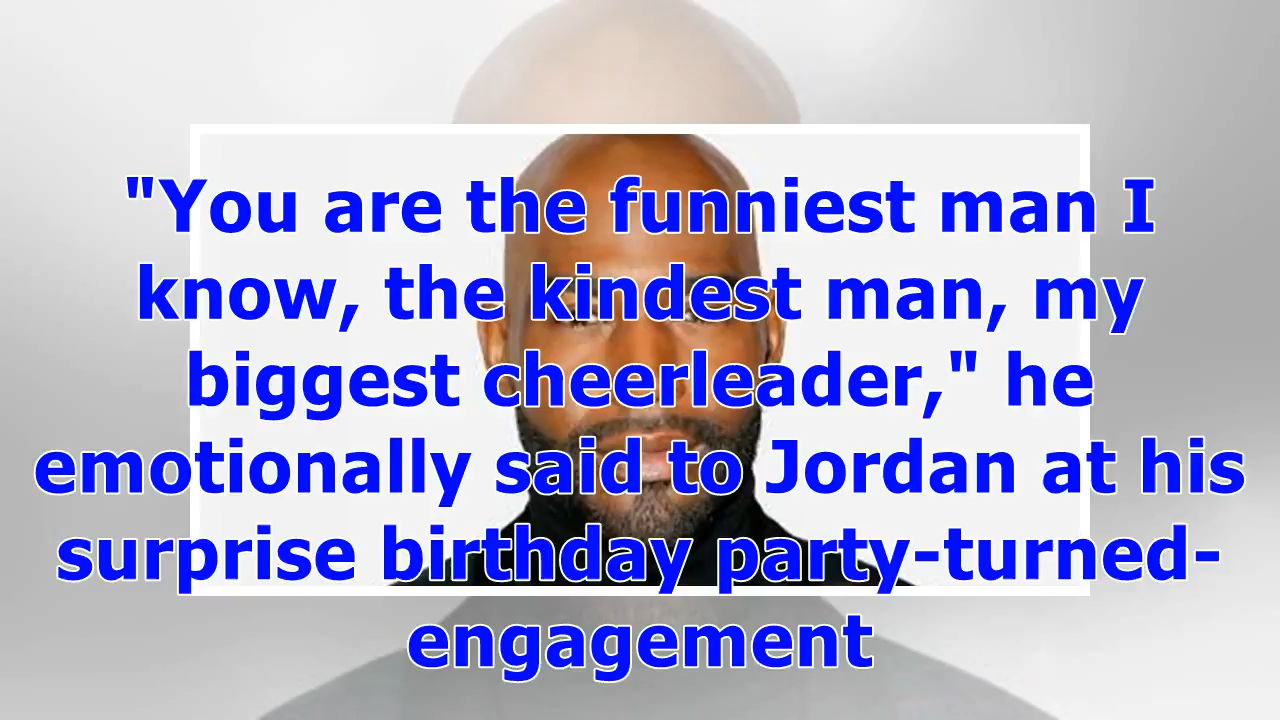 "You are the funniest man I
know, the kindest man, my
biggest cheerleader," he
emotionally said to Jordan at his
surprise birthday party-turned-
engagement